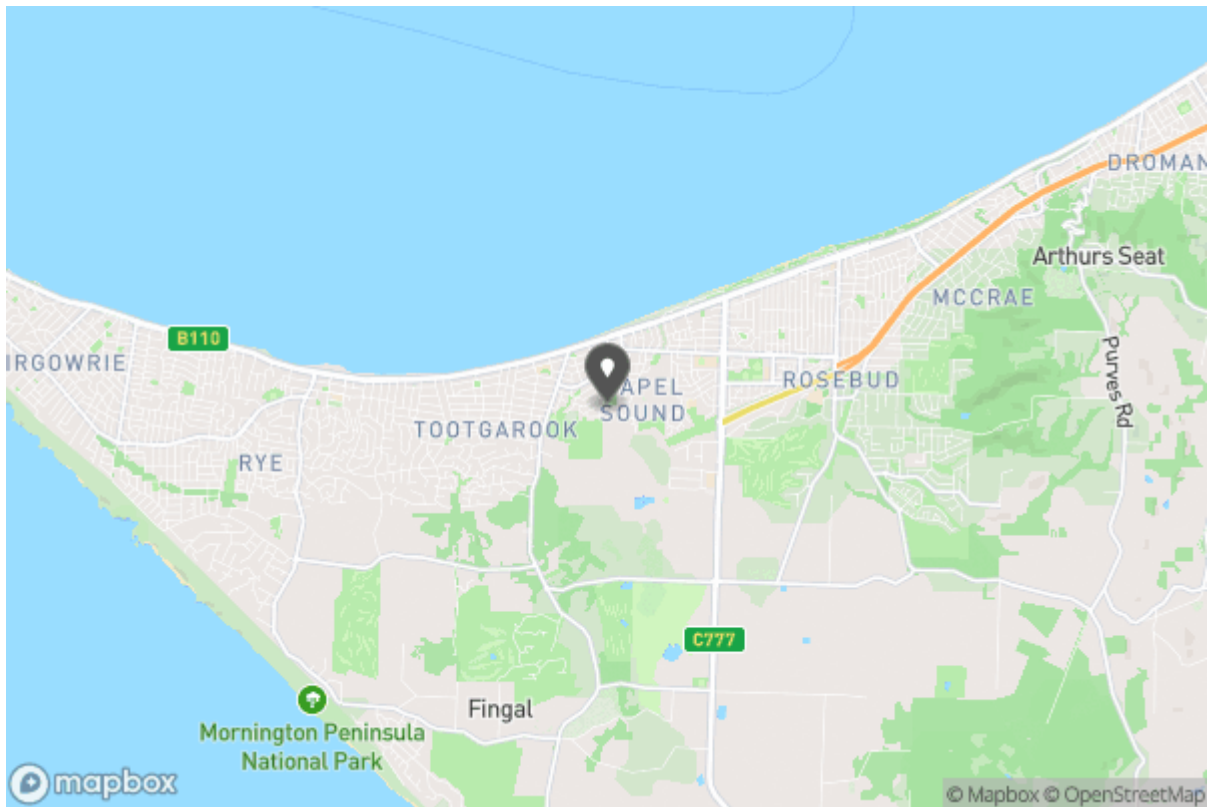 DROMAN
Arthurs Seat
MCCRAE
B110
IRGOWRIE
Purves Rd
ROSEBUD
APEL
SOUND
TOOTGAROOK
RYE
C777
Fingal
Mornington Peninsula
National Park
mapbox
© Mapbox © OpenStreetMap